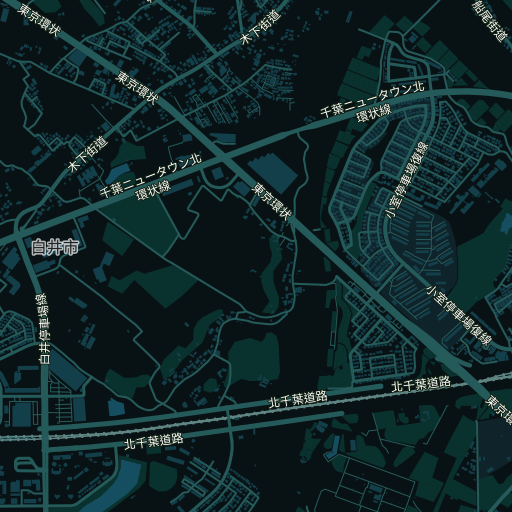 東京環状
船尾街道
木下街道
東京環状
千葉ニュータウン北
環状線
木下街道
小室停車場復線
千葉ニュータウン北
環状線
東京環状
白井市
小室停車場復線
白井停車場線
北千葉道路
北千葉道路
東京環
北千葉道路